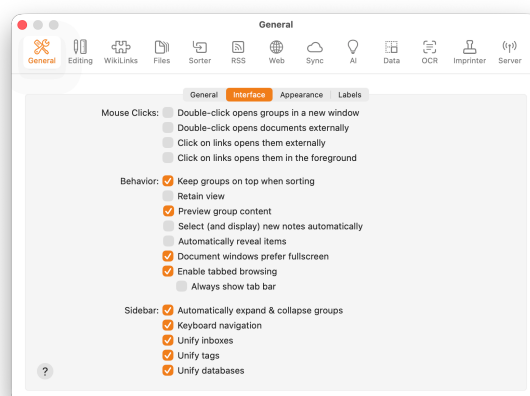 General
General Editing WikiLinks Files Sorter RSS Web Sync AI Data OCR Imprinter Server
General Interface Appearance Labels
Mouse Clicks: Double-click opens groups in a new window
Double-click opens documents externally
Click on links opens them externally
Click on links opens them in the foreground
Behavior: Keep groups on top when sorting
Retain view
Preview group content
Select (and display) new notes automatically
Automatically reveal items
Document windows prefer fullscreen
Enable tabbed browsing
Always show tab bar
Sidebar: Automatically expand & collapse groups
Keyboard navigation
Unify inboxes
Unify tags
Unify databases
?